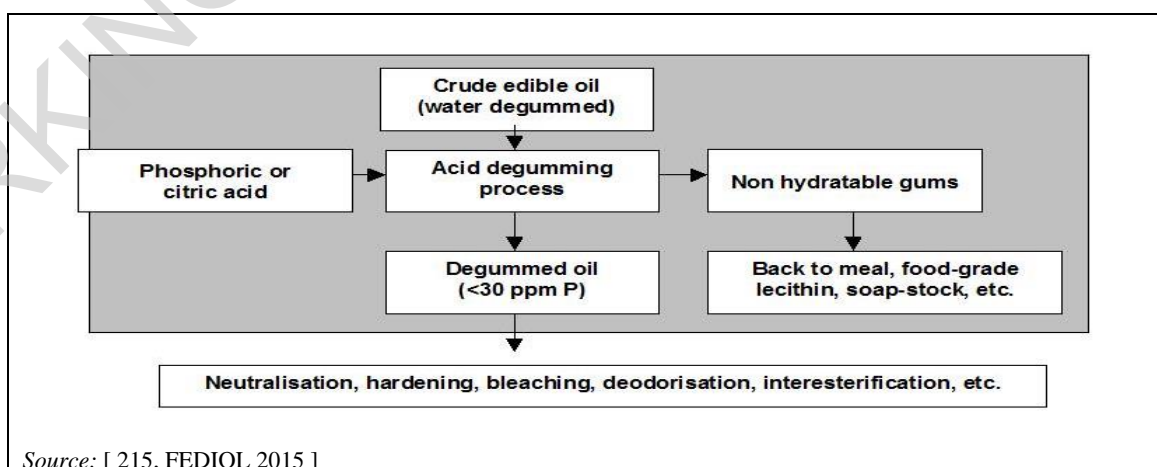 Crude edible oil
(water degummed)
Phosphoric or
citric acid
Acid degumming
process
Non hydratable gums
Degummed oil
(<30 ppm P)
Back to meal, food-grade
lecithin, soap-stock, etc.
Neutralisation, hardening, bleaching, deodorisation, interesterification, etc.
Source: [ 215, FEDIOL 2015 ]